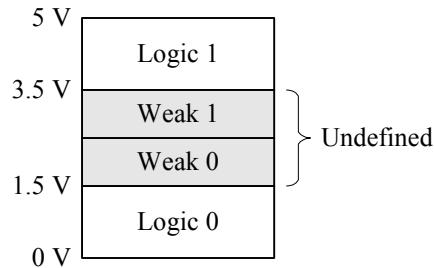 5 V
Logic 1
3.5 V
Weak 1
Undefined
Weak 0
1.5 V
Logic 0
0 V